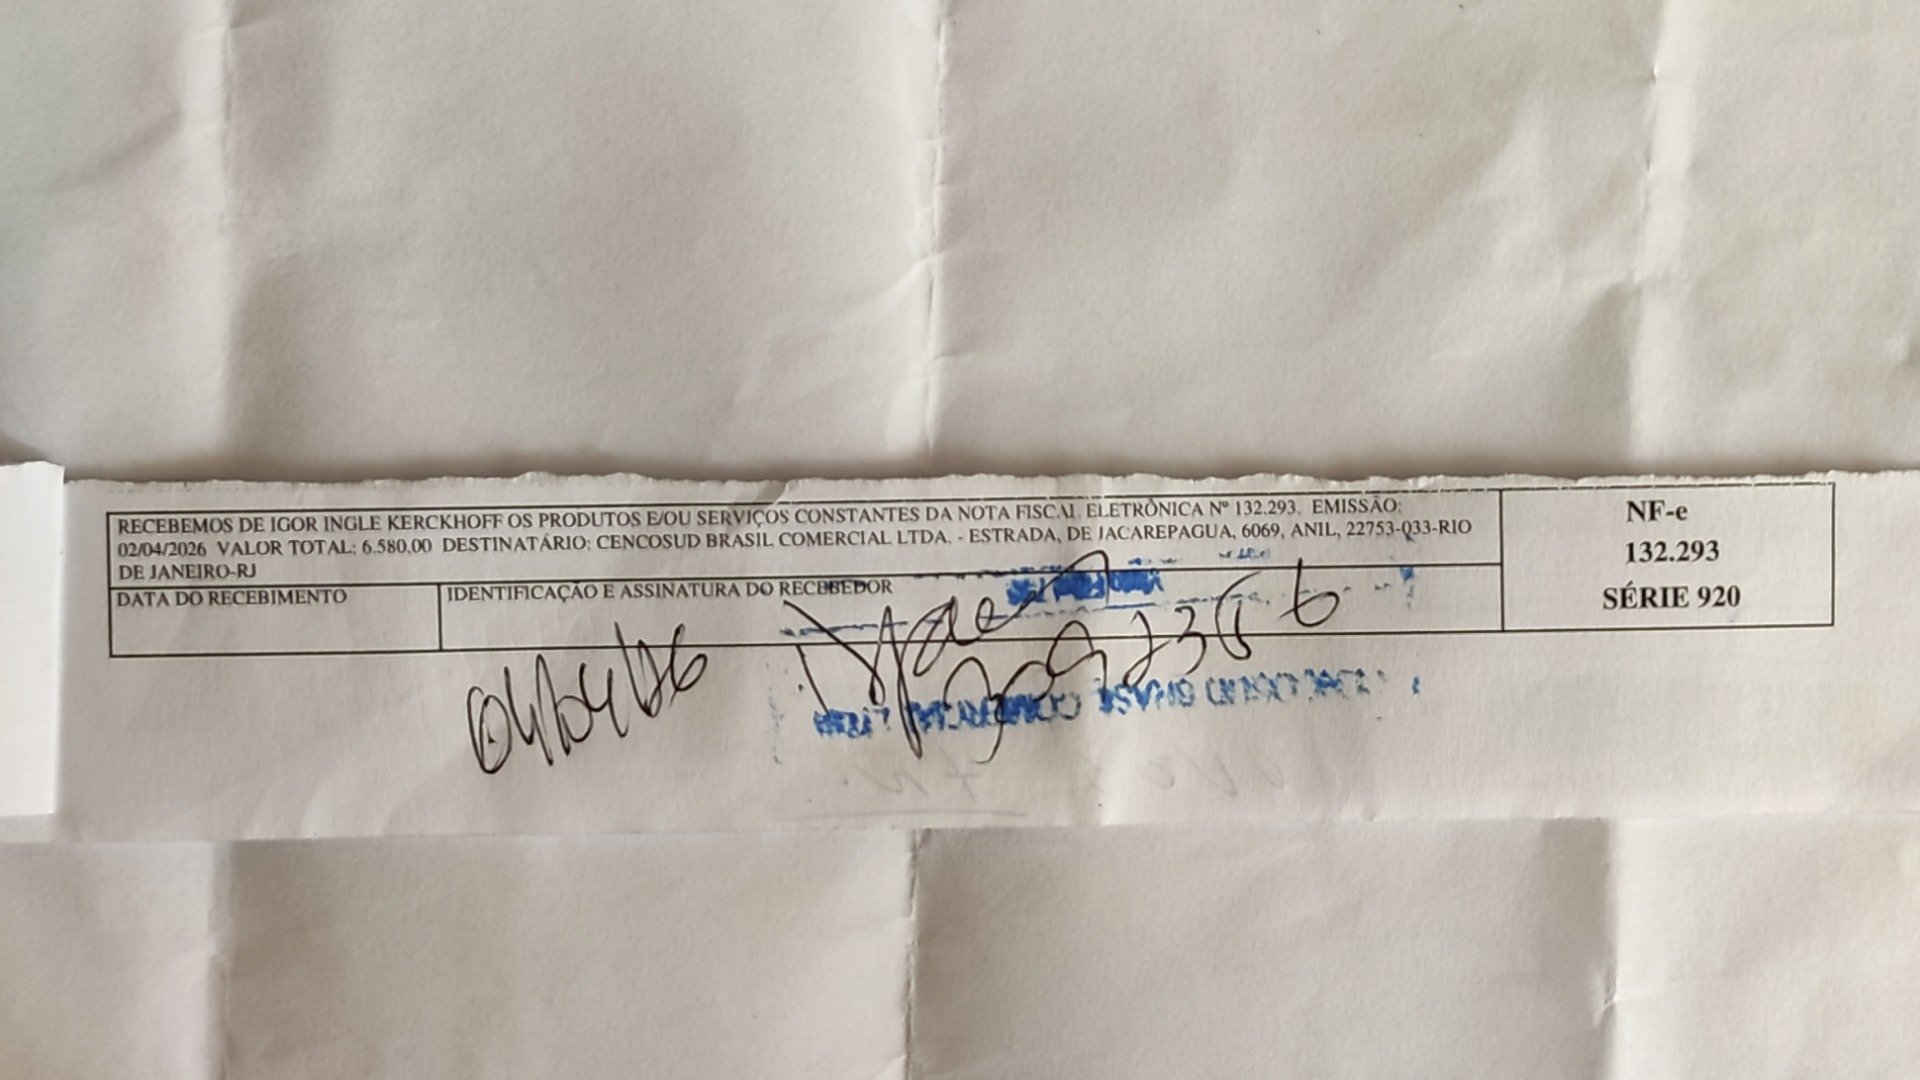 RECEBEMOS DE IGOR INGLE KERCKHOFF OS PRODUTOS E/OU SERVIÇOS CONSTANTES DA NOTA FISCAL ELETRÔNICA Nº 132.293. EMISSÃO:
02/04/2026 VALOR TOTAL: 6.580,00 DESTINATÁRIO: CENCOSUD BRASIL COMERCIAL LTDA. - ESTRADA, DE JACAREPAGUA, 6069, ANIL, 22753-033-RIO
DE JANEIRO-RJ
NF-e
132.293
SÉRIE 920
DATA DO RECEBIMENTO
IDENTIFICAÇÃO E ASSINATURA DO RECEBEDOR
04/04/26